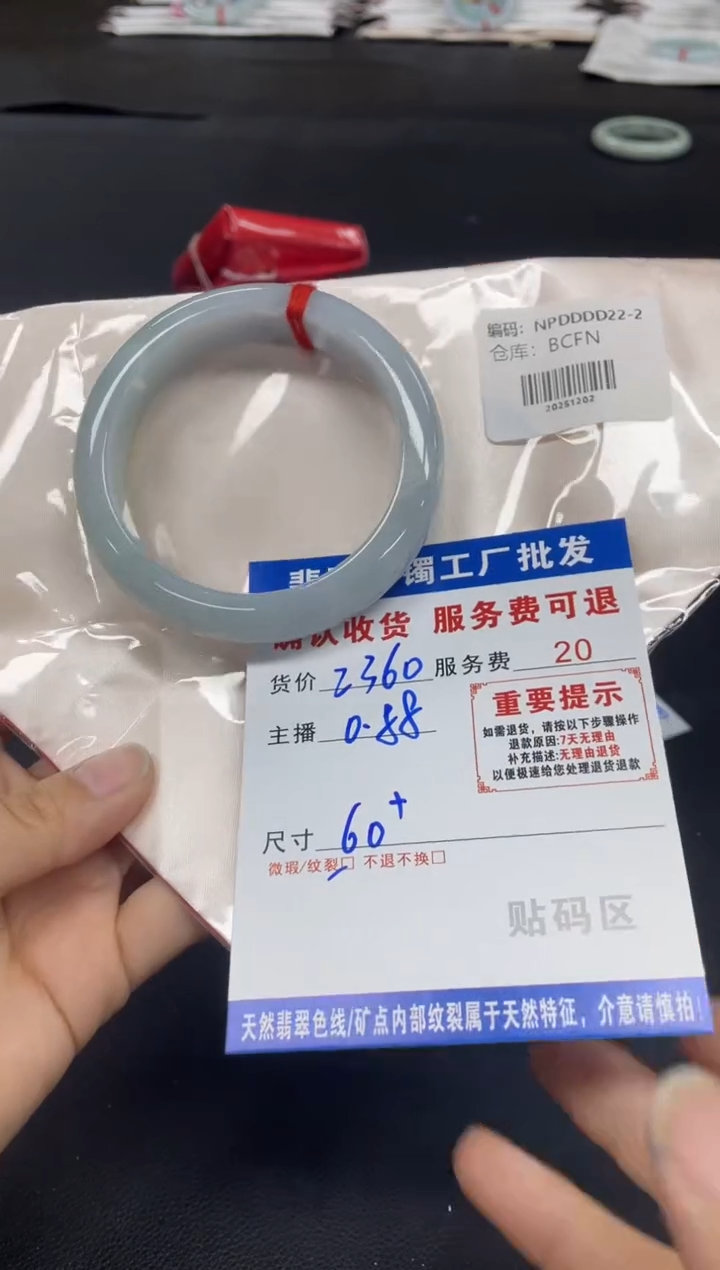 编码：NPDDDD22-2
仓库：BCFN
20251202
镯工厂批发
确认收货 服务费可退
货价 2360 服务费 20
主播 0.88
重要提示
如需退货，请按以下步骤操作
退款原因:7天无理由
补充描述:无理由退货
以便极速给您处理退货退款
尺寸 60+
微瑕/纹裂□ 不退不换□
贴码区
天然翡翠色线/矿点内部纹裂属于天然特征，介意请慎拍